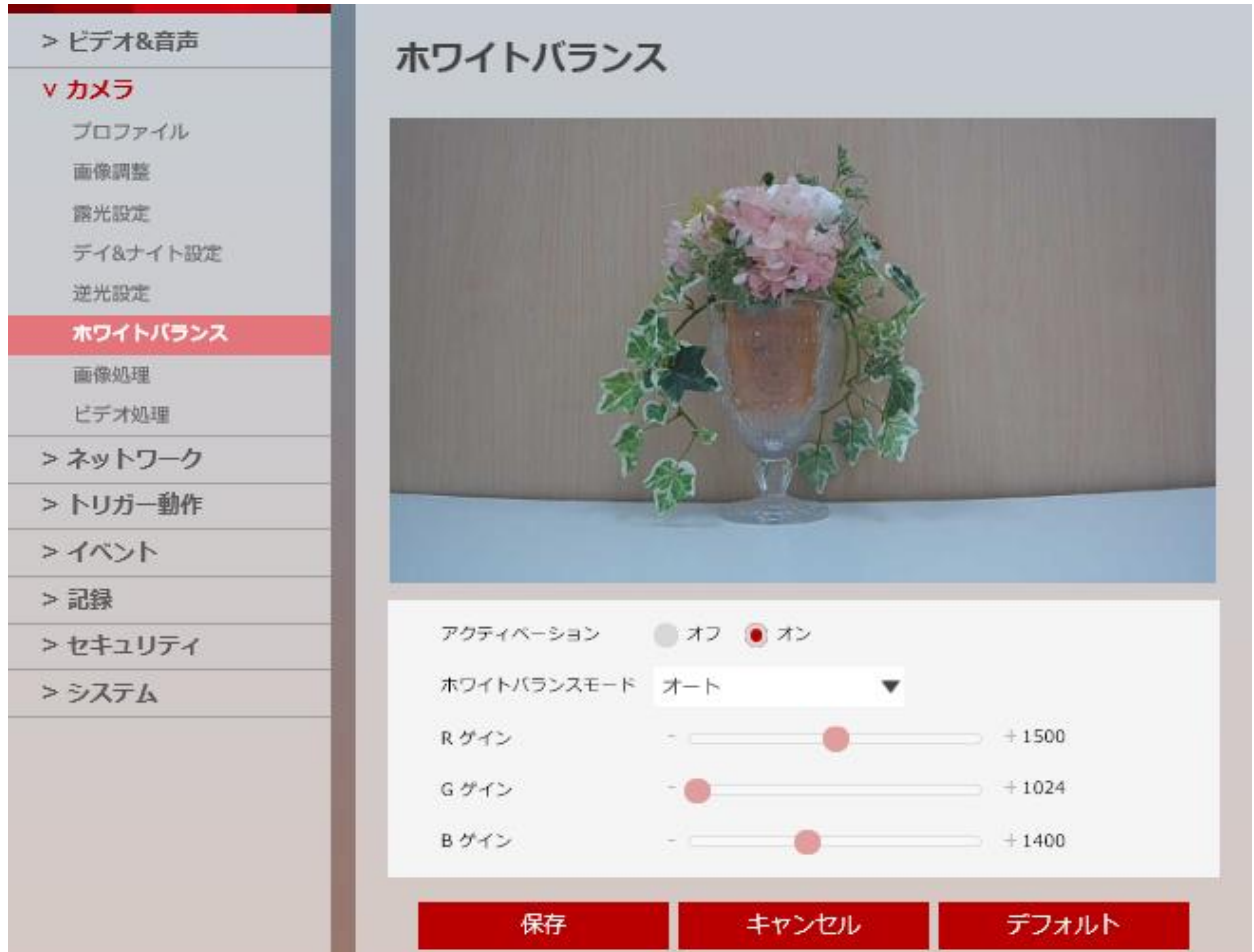 > ビデオ&音声
v カメラ
プロファイル
画像調整
露光設定
デイ&ナイト設定
逆光設定
ホワイトバランス
画像処理
ビデオ処理
> ネットワーク
> トリガー動作
> イベント
> 記録
> セキュリティ
> システム
ホワイトバランス
アクティベーション オフ オン
ホワイトバランスモード オート ▼
R ゲイン - + 1500
G ゲイン - + 1024
B ゲイン - + 1400
保存 キャンセル デフォルト